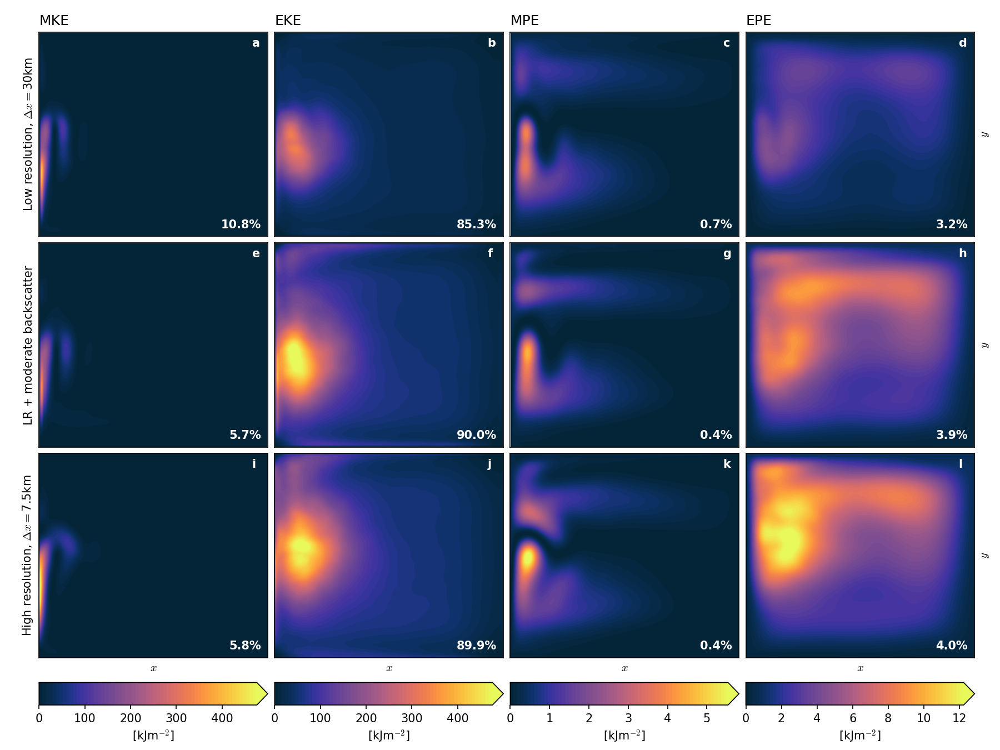 MKE EKE MPE EPE
Low resolution, Δx = 30km
a b c d
y
10.8% 85.3% 0.7% 3.2%
LR + moderate backscatter
e f g h
y
5.7% 90.0% 0.4% 3.9%
High resolution, Δx = 7.5km
i j k l
y
5.8% 89.9% 0.4% 4.0%
x x x x
0 100 200 300 400 0 100 200 300 400 0 1 2 3 4 5 0 2 4 6 8 10 12
[kJm⁻²] [kJm⁻²] [kJm⁻²] [kJm⁻²]